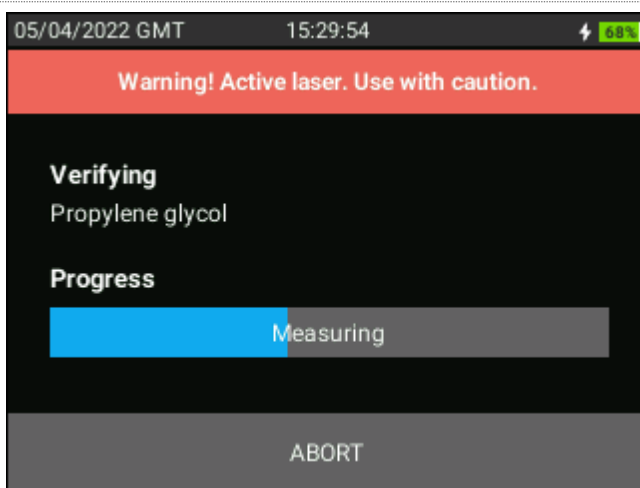 05/04/2022 GMT 15:29:54 68%
Warning! Active laser. Use with caution.
Verifying
Propylene glycol
Progress
Measuring
ABORT